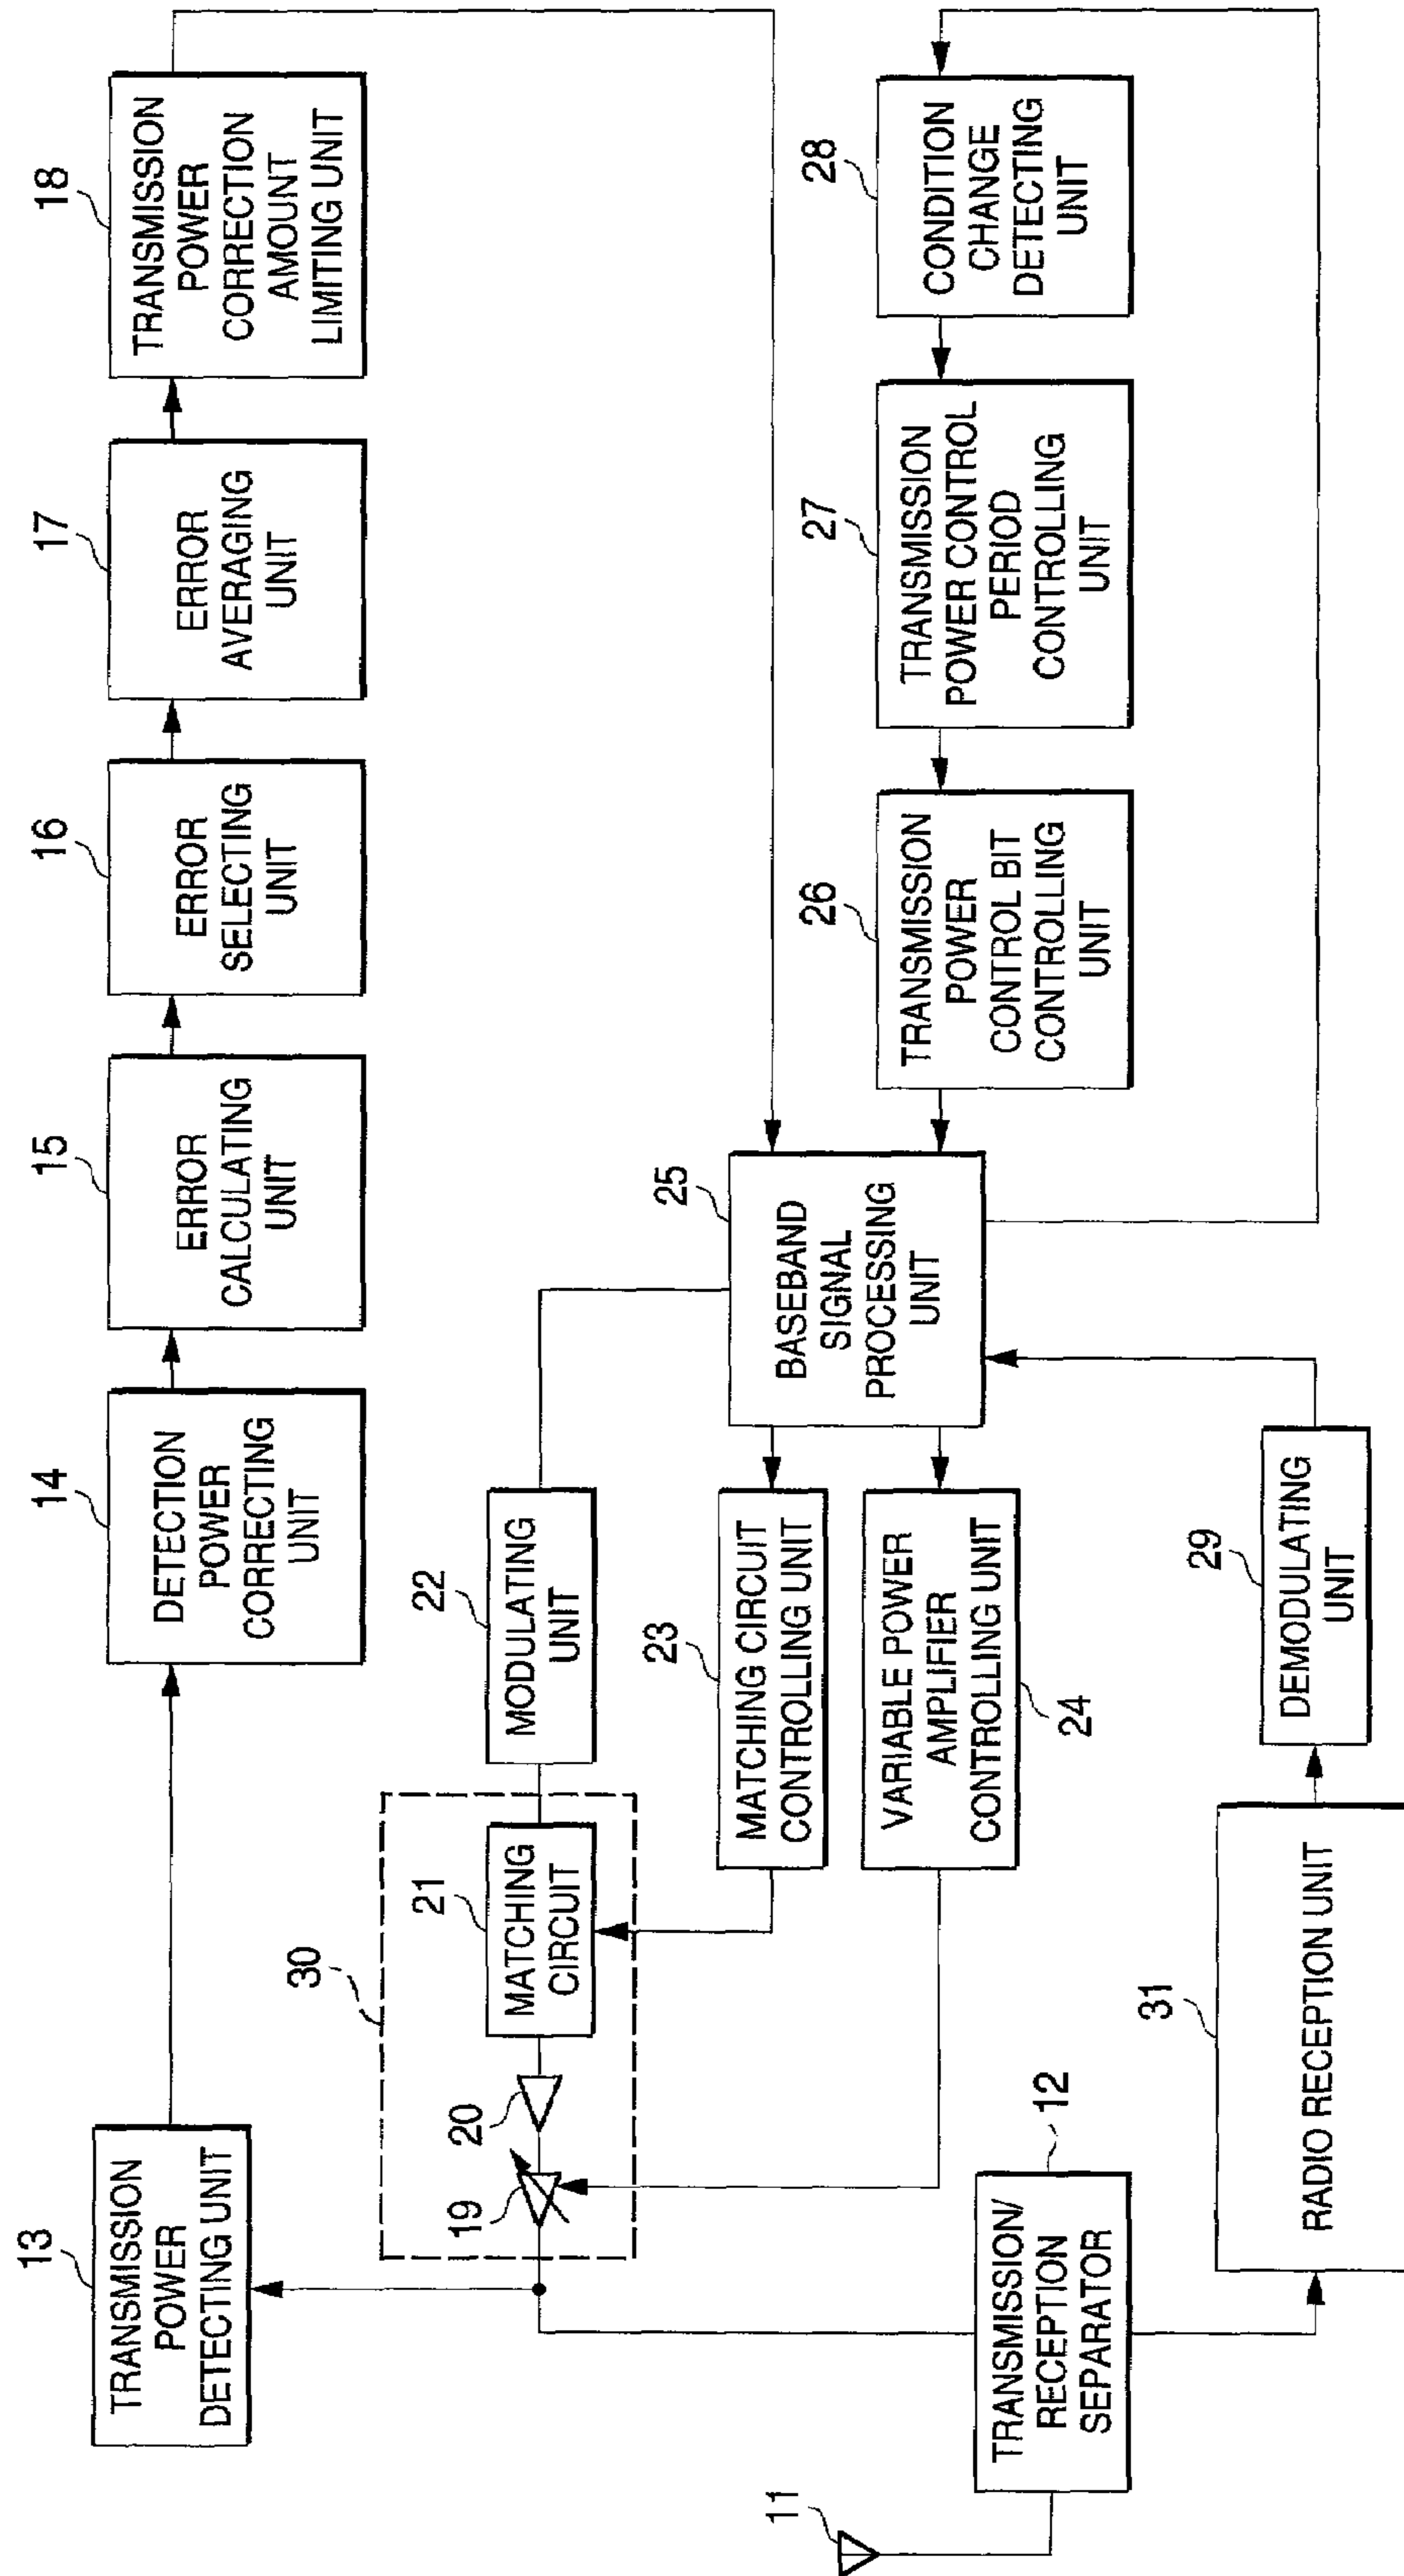 13
TRANSMISSION
POWER
DETECTING UNIT
14
DETECTION
POWER
CORRECTING
UNIT
15
ERROR
CALCULATING
UNIT
16
ERROR
SELECTING
UNIT
17
ERROR
AVERAGING
UNIT
18
TRANSMISSION
POWER
CORRECTION
AMOUNT
LIMITING UNIT
30
19
20
21
MATCHING
CIRCUIT
22
MODULATING
UNIT
23
MATCHING CIRCUIT
CONTROLLING UNIT
VARIABLE POWER
AMPLIFIER
CONTROLLING UNIT
24
25
BASEBAND
SIGNAL
PROCESSING
UNIT
26
TRANSMISSION
POWER
CONTROL BIT
CONTROLLING
UNIT
27
TRANSMISSION
POWER CONTROL
PERIOD
CONTROLLING
UNIT
28
CONDITION
CHANGE
DETECTING
UNIT
11
12
TRANSMISSION/
RECEPTION
SEPARATOR
31
RADIO RECEPTION UNIT
29
DEMODULATING
UNIT